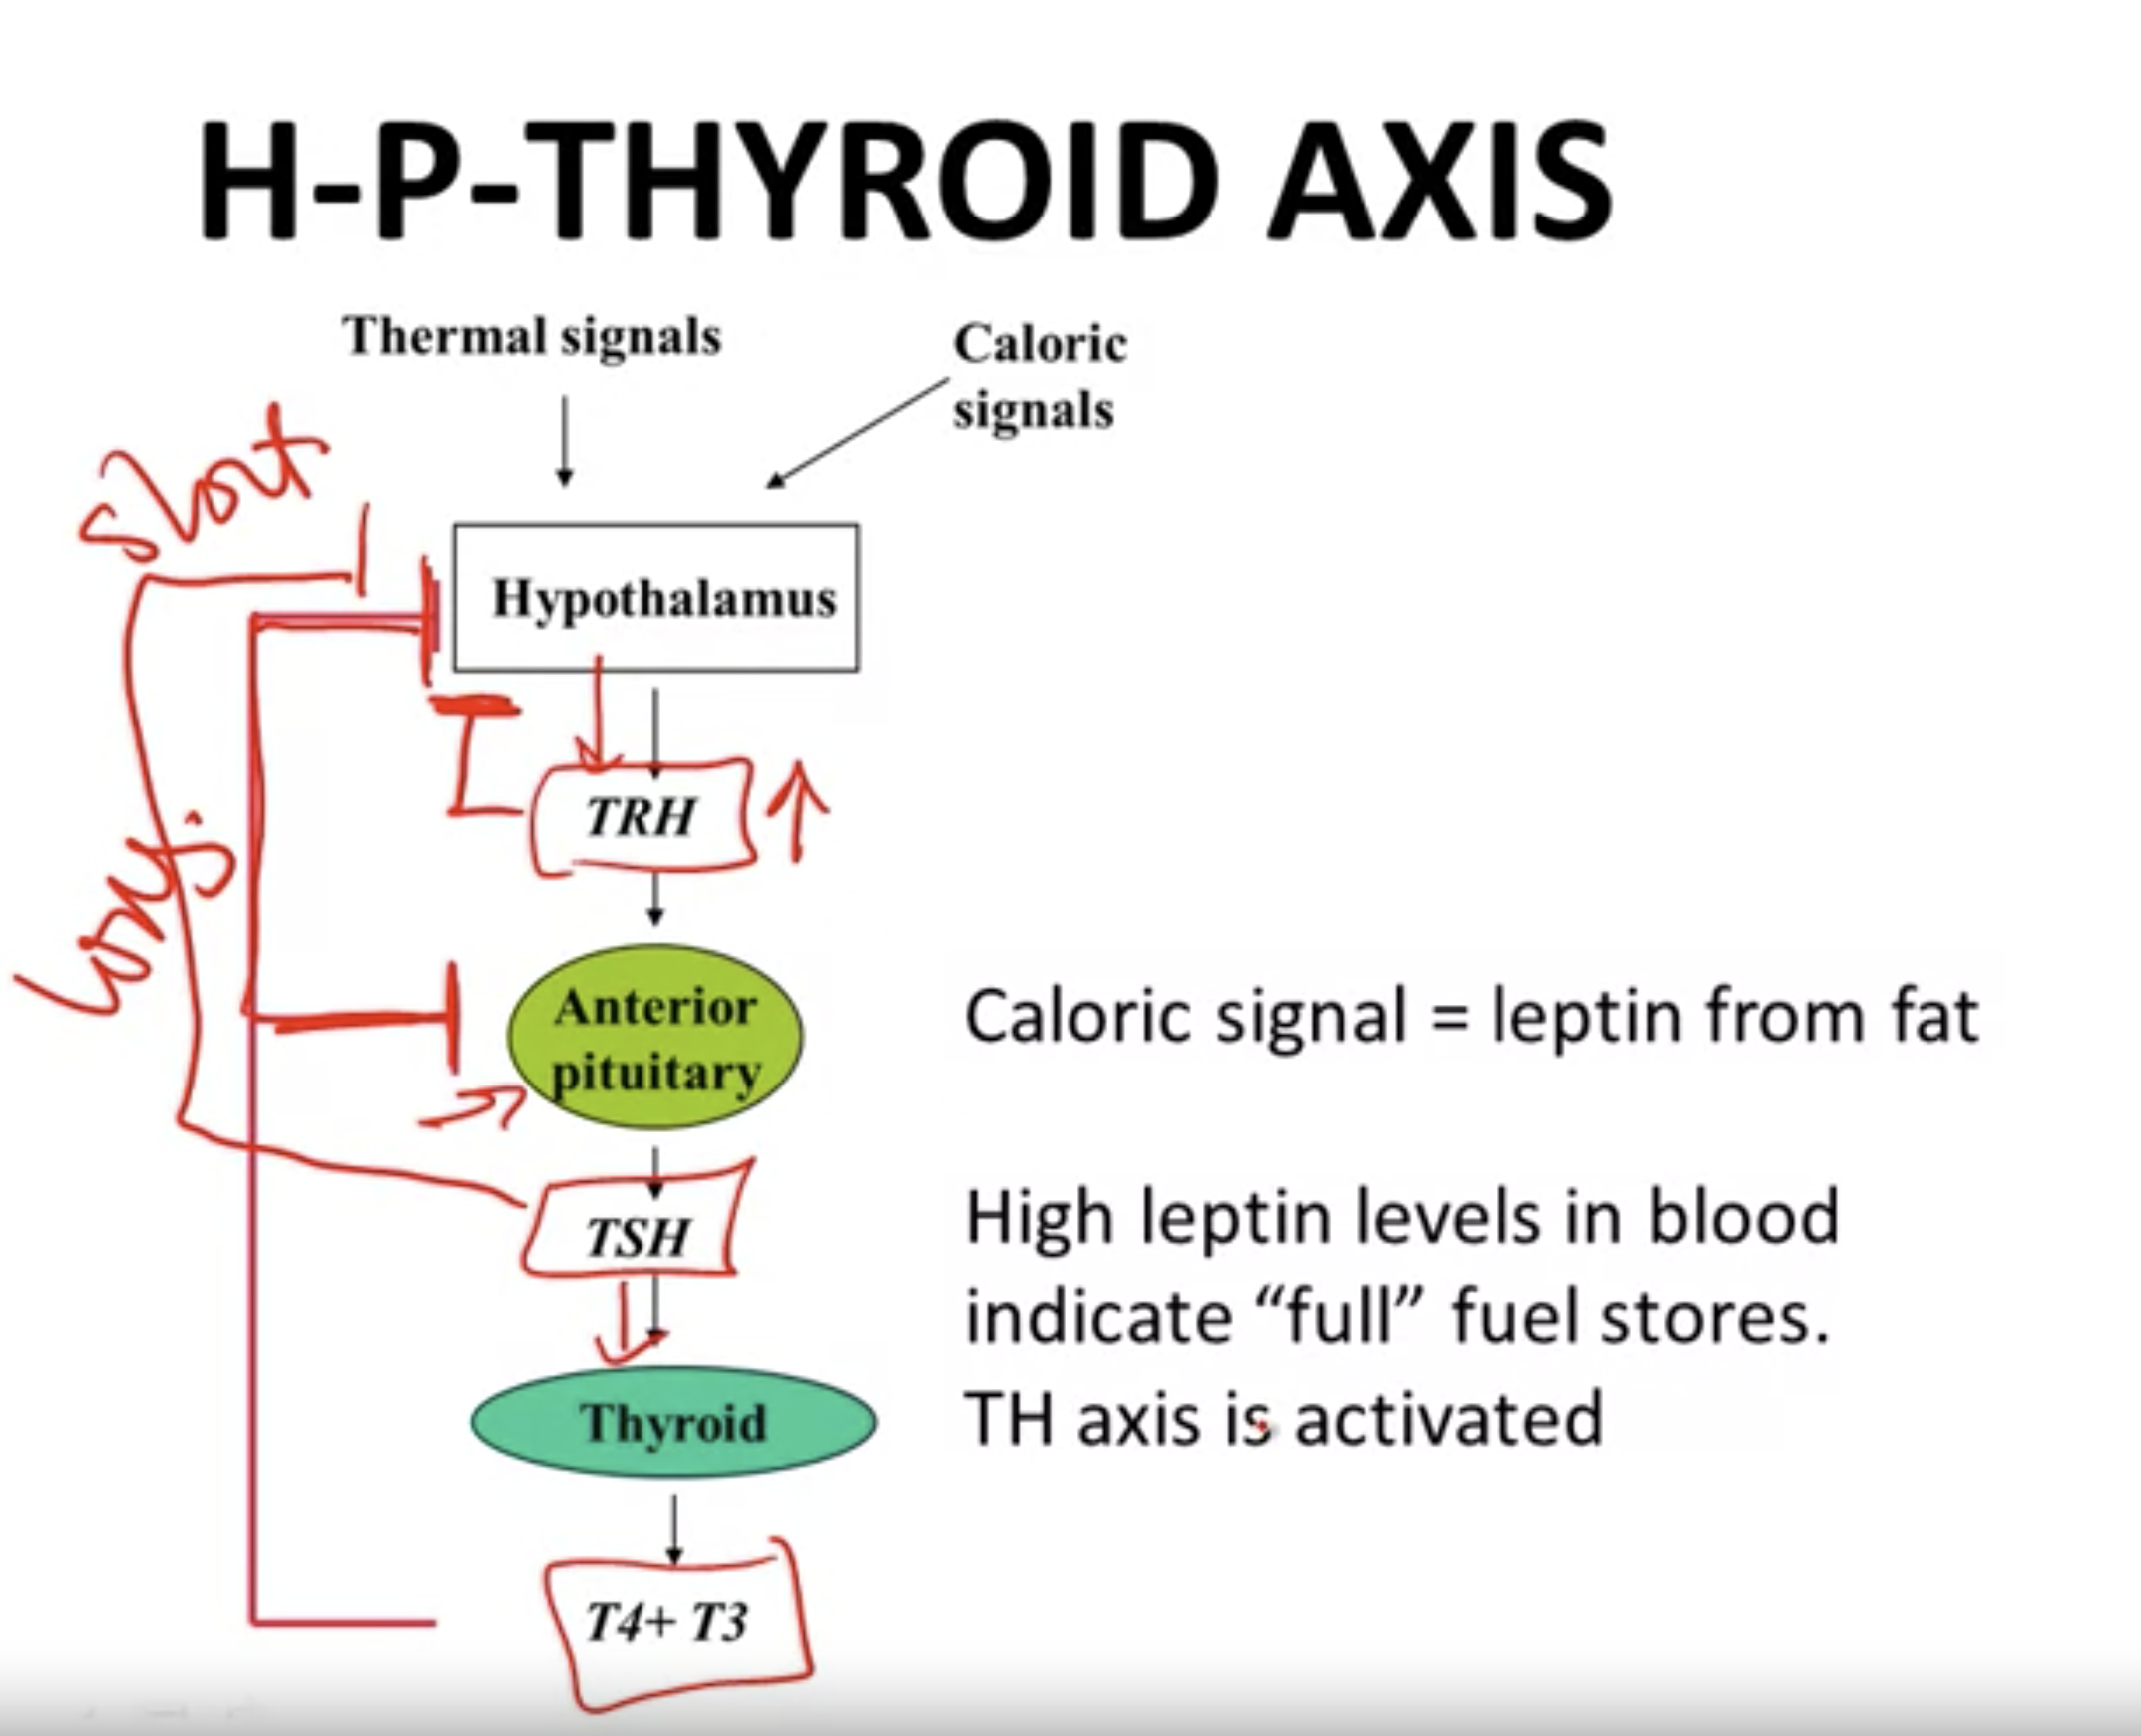 H-P-THYROID AXIS
Thermal signals
Caloric
signals
short
Hypothalamus
TRH
long
Anterior
pituitary
Caloric signal = leptin from fat
TSH
High leptin levels in blood
indicate “full” fuel stores.
TH axis is activated
Thyroid
T4+ T3